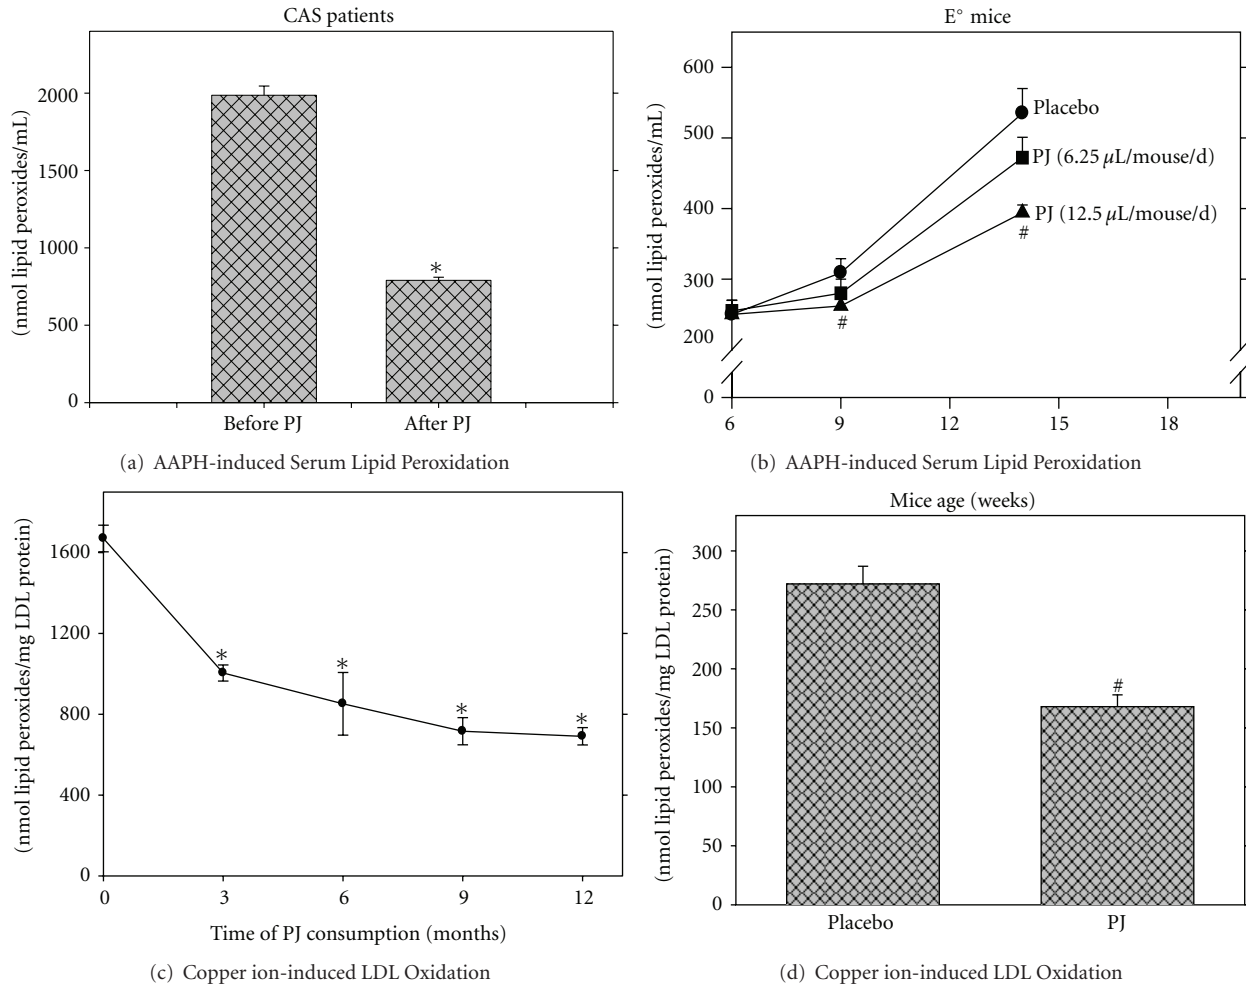 CAS patients
(nmol lipid peroxides/mL)
2000
1500
1000
500
0
*
Before PJ After PJ
(a) AAPH-induced Serum Lipid Peroxidation
E° mice
(nmol lipid peroxides/mL)
600
500
400
300
200
0
Placebo
PJ (6.25 µL/mouse/d)
PJ (12.5 µL/mouse/d)
#
#
6 9 12 15 18
(b) AAPH-induced Serum Lipid Peroxidation
(nmol lipid peroxides/mg LDL protein)
1600
1200
800
400
0
*
*
*
*
0 3 6 9 12
Time of PJ consumption (months)
(c) Copper ion-induced LDL Oxidation
Mice age (weeks)
(nmol lipid peroxides/mg LDL protein)
300
250
200
150
100
50
0
#
Placebo PJ
(d) Copper ion-induced LDL Oxidation